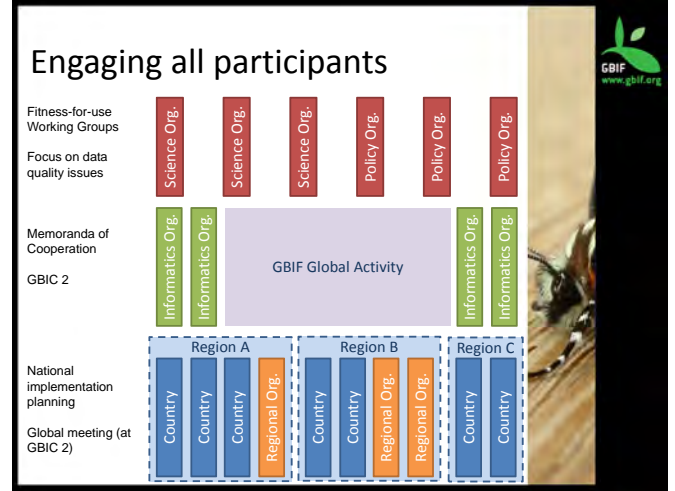 Engaging all participants
GBIF
www.gbif.org
Fitness-for-use
Working Groups
Focus on data
quality issues
Science Org.
Science Org.
Science Org.
Policy Org.
Policy Org.
Policy Org.
Memoranda of
Cooperation
GBIC 2
Informatics Org.
Informatics Org.
GBIF Global Activity
Informatics Org.
Informatics Org.
National
implementation
planning
Global meeting (at
GBIC 2)
Region A
Country
Country
Country
Regional Org.
Region B
Country
Country
Regional Org.
Regional Org.
Region C
Country
Country